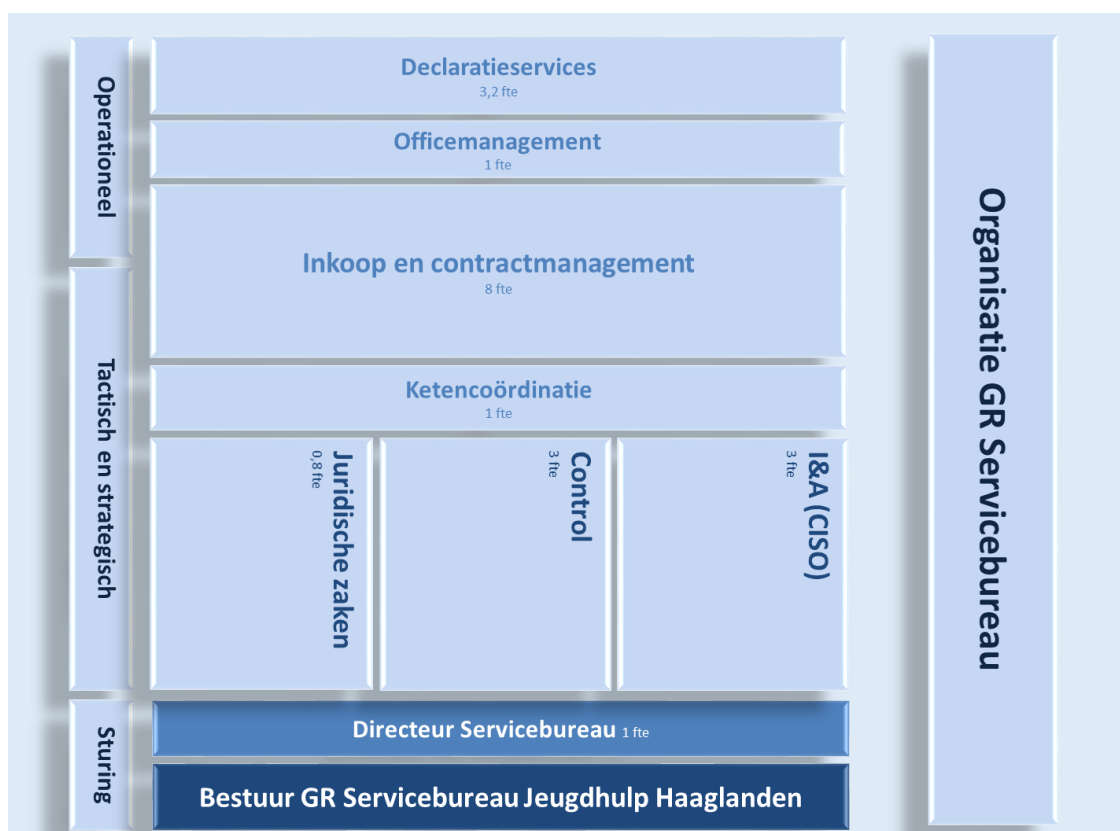 Operationeel
Declaratieservices
3,2 fte
Officemanagement
1 fte
Inkoop en contractmanagement
8 fte
Tactisch en strategisch
Ketencoördinatie
1 fte
Juridische zaken
0,8 fte
Control
3 fte
I&A (CISO)
3 fte
Sturing
Directeur Servicebureau 1 fte
Bestuur GR Servicebureau Jeugdhulp Haaglanden
Organisatie GR Servicebureau